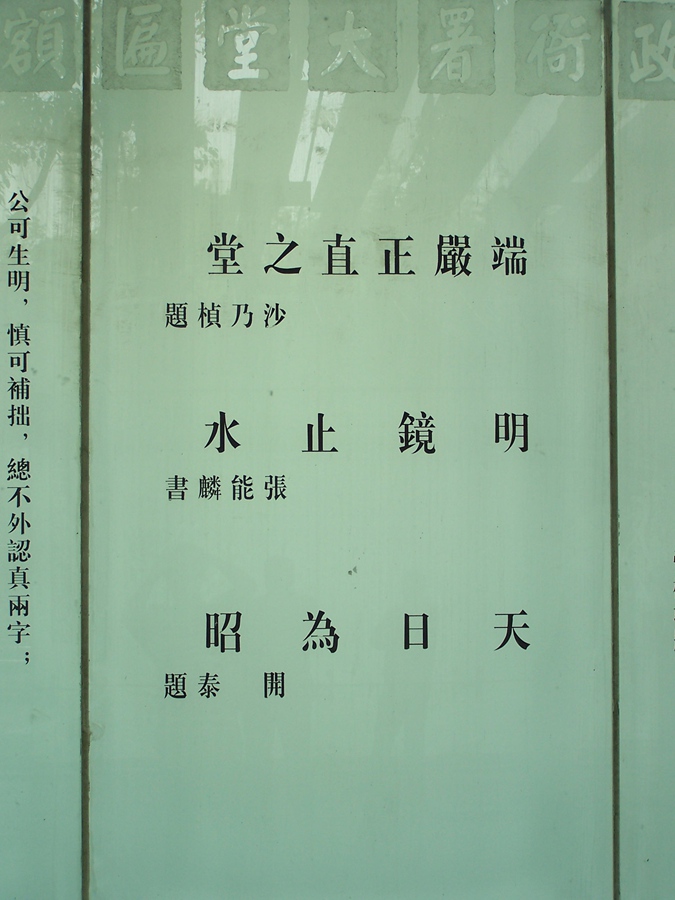 政衙署大堂匾額
端嚴正直之堂
沙乃楨題
明鏡止水
張能麟書
天日為昭
開泰題
公可生明，慎可補拙，總不外認真兩字；